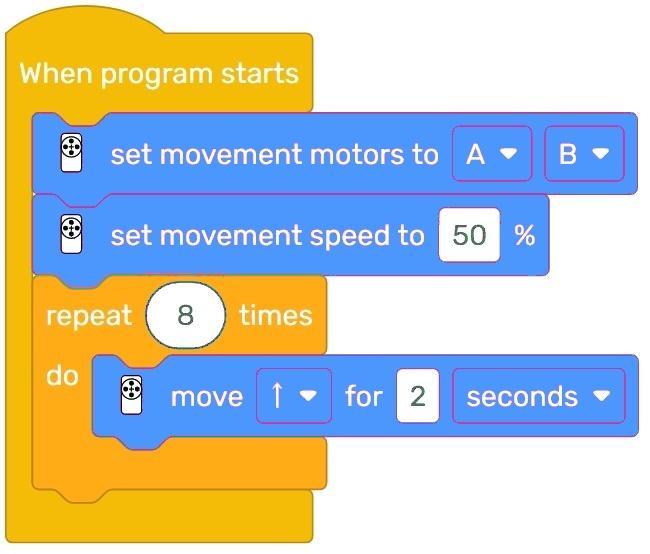 When program starts
set movement motors to A B
set movement speed to 50 %
repeat 8 times
do
move ↑ for 2 seconds